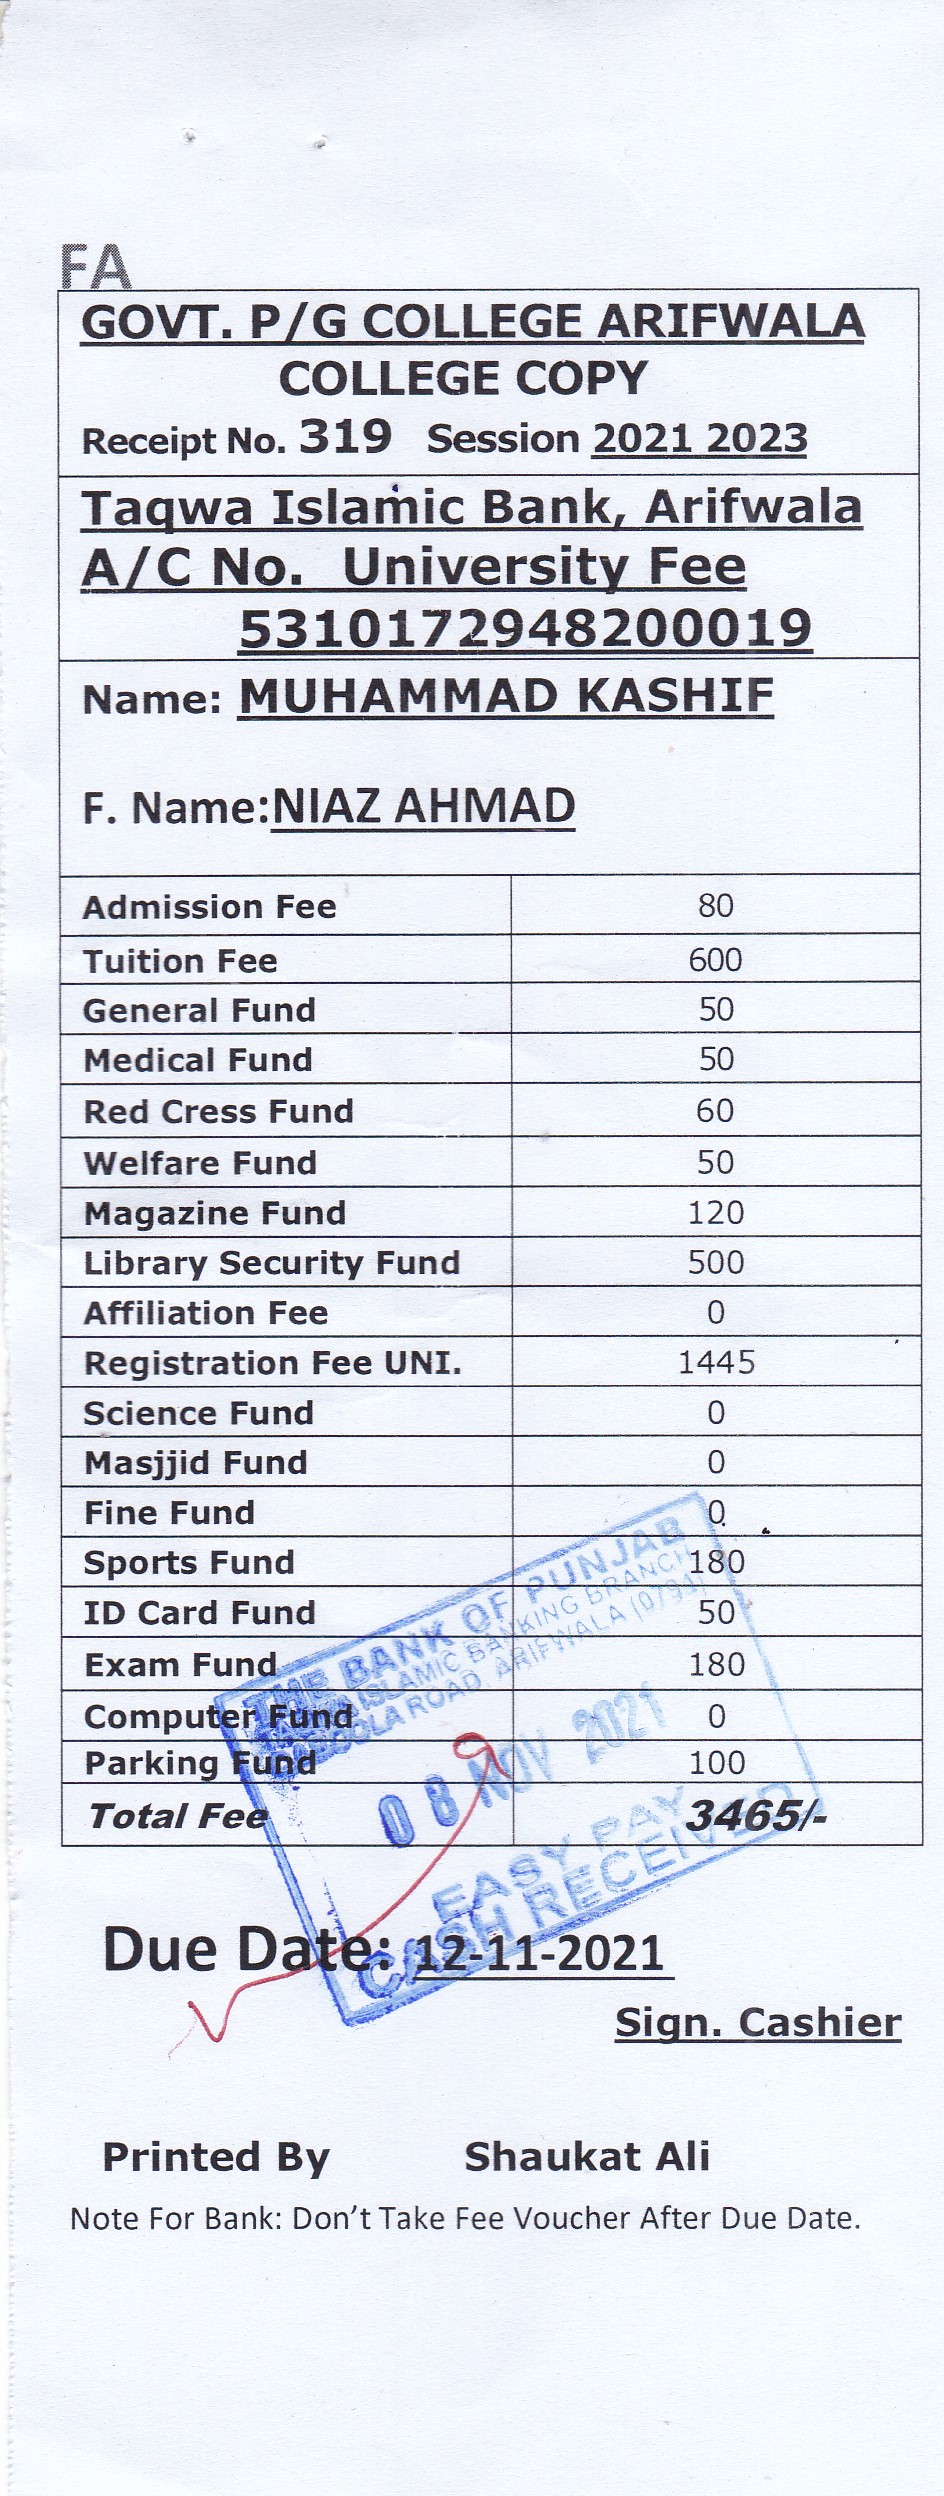 FA
GOVT. P/G COLLEGE ARIFWALA
COLLEGE COPY
Receipt No. 319 Session 2021 2023
Taqwa Islamic Bank, Arifwala
A/C No. University Fee
5310172948200019
Name: MUHAMMAD KASHIF
F. Name:NIAZ AHMAD
Admission Fee 80
Tuition Fee 600
General Fund 50
Medical Fund 50
Red Cress Fund 60
Welfare Fund 50
Magazine Fund 120
Library Security Fund 500
Affiliation Fee 0
Registration Fee UNI. 1445
Science Fund 0
Masjjid Fund 0
Fine Fund 0
Sports Fund 180
ID Card Fund 50
Exam Fund 180
Computer Fund 0
Parking Fund 100
Total Fee 3465/-
THE BANK OF PUNJAB
ISLAMIC BANKING BRANCH
ROAD, ARIFWALA (0794)
08 NOV 2021
EASY PAY
CASH RECEIVED
Due Date: 12-11-2021
Sign. Cashier
Printed By Shaukat Ali
Note For Bank: Don't Take Fee Voucher After Due Date.